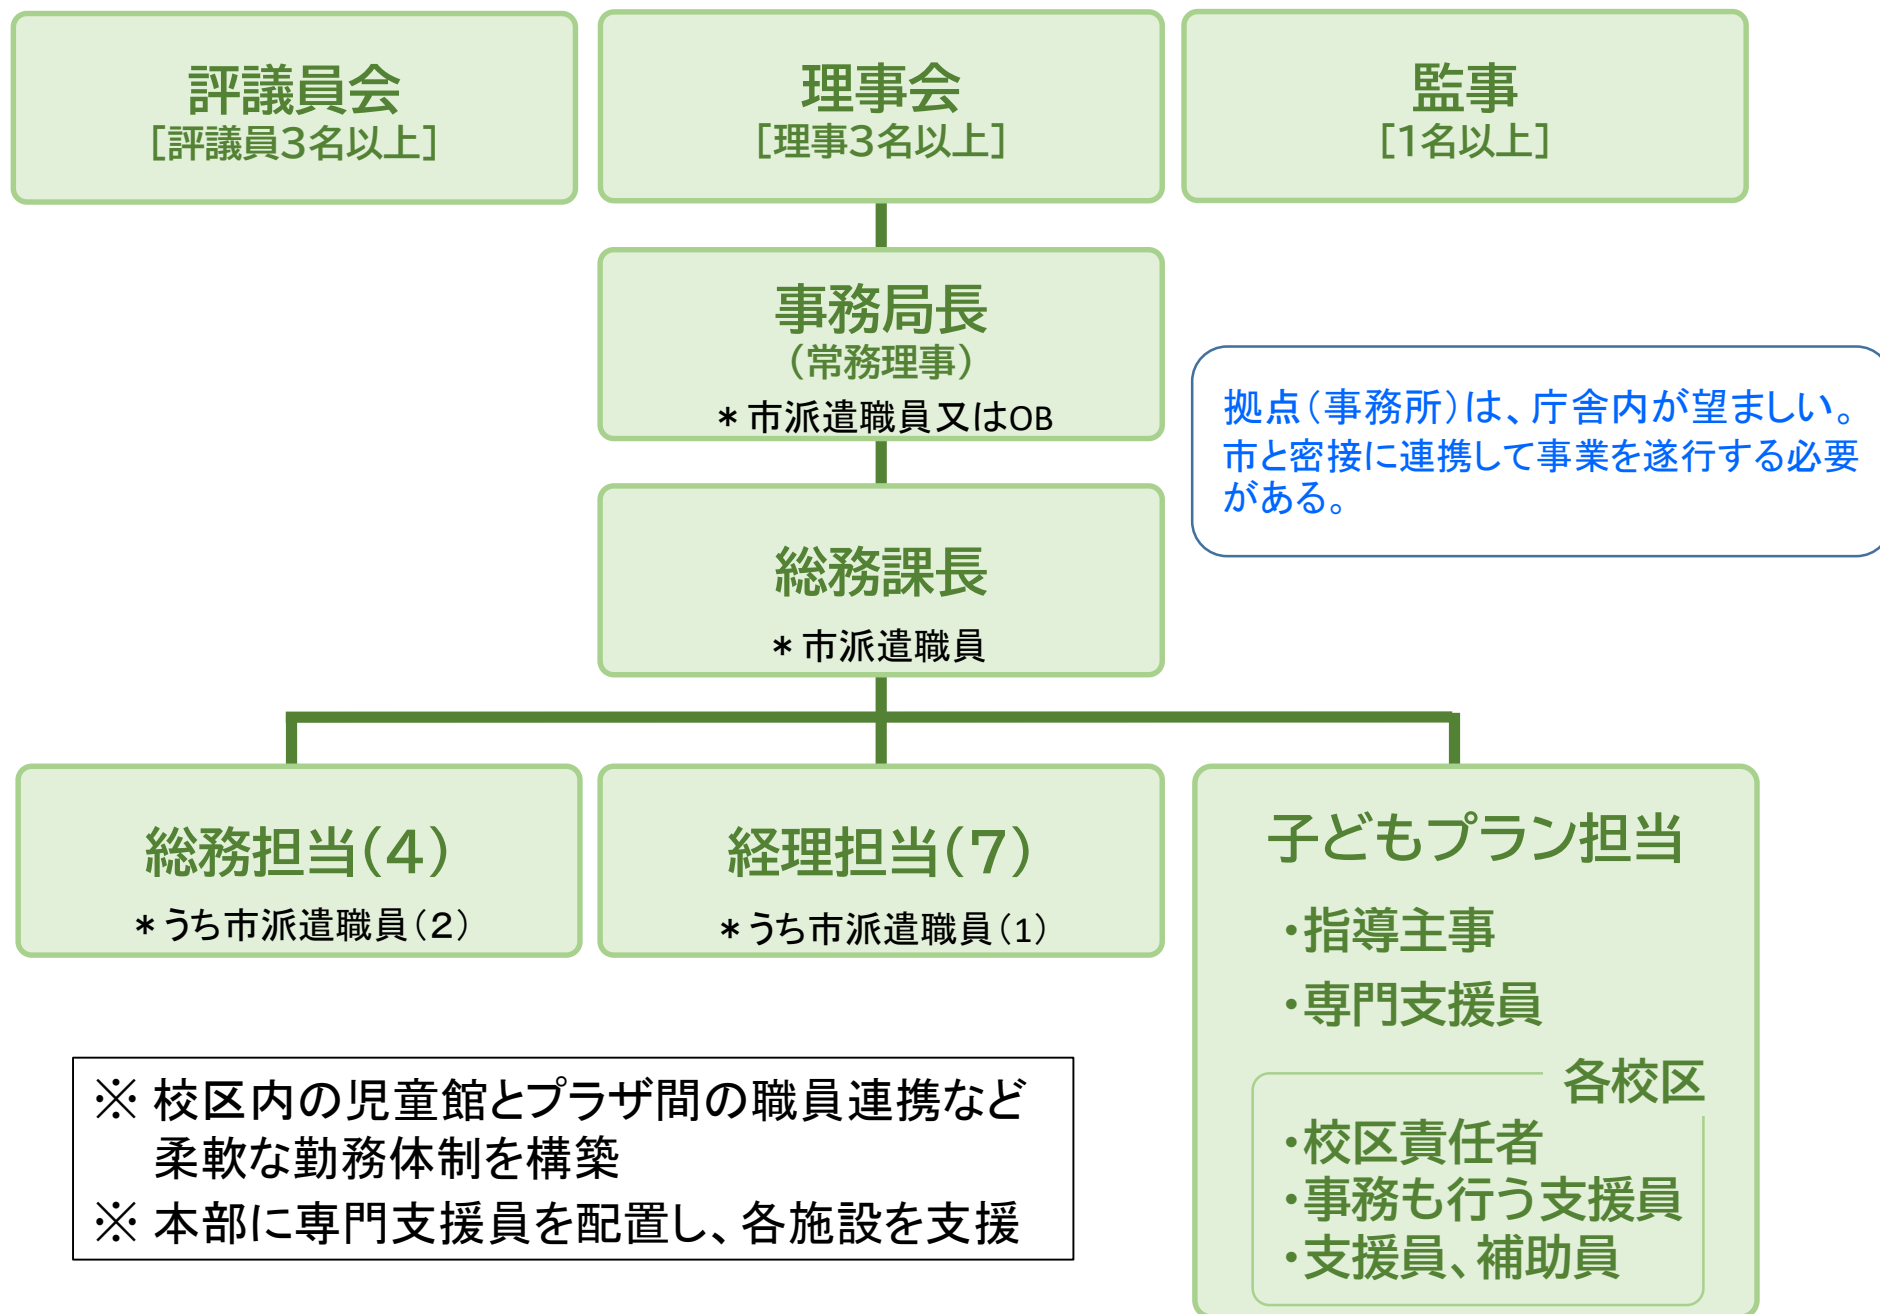 評議員会
［評議員３名以上］
理事会
［理事３名以上］
監事
［１名以上］
事務局長
（常務理事）
＊市派遣職員又はOB
拠点（事務所）は、庁舎内が望ましい。
市と密接に連携して事業を遂行する必要
がある。
総務課長
＊市派遣職員
総務担当（４）
＊うち市派遣職員（２）
経理担当（７）
＊うち市派遣職員（1）
子どもプラン担当
・指導主事
・専門支援員
各校区
・校区責任者
・事務も行う支援員
・支援員、補助員
※ 校区内の児童館とプラザ間の職員連携など
柔軟な勤務体制を構築
※ 本部に専門支援員を配置し、各施設を支援